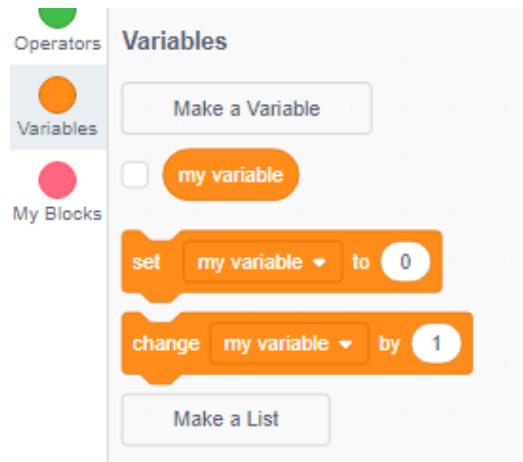 Operators
Variables
My Blocks
Variables
Make a Variable
my variable
set my variable to 0
change my variable by 1
Make a List